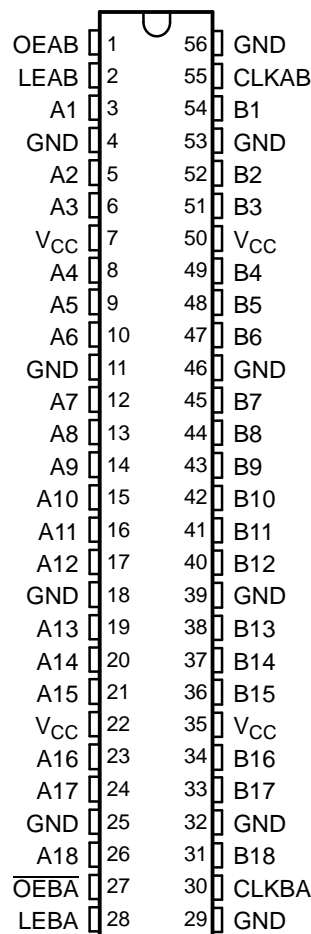 OEAB 1 56 GND
LEAB 2 55 CLKAB
A1 3 54 B1
GND 4 53 GND
A2 5 52 B2
A3 6 51 B3
VCC 7 50 VCC
A4 8 49 B4
A5 9 48 B5
A6 10 47 B6
GND 11 46 GND
A7 12 45 B7
A8 13 44 B8
A9 14 43 B9
A10 15 42 B10
A11 16 41 B11
A12 17 40 B12
GND 18 39 GND
A13 19 38 B13
A14 20 37 B14
A15 21 36 B15
VCC 22 35 VCC
A16 23 34 B16
A17 24 33 B17
GND 25 32 GND
A18 26 31 B18
OEBA 27 30 CLKBA
LEBA 28 29 GND